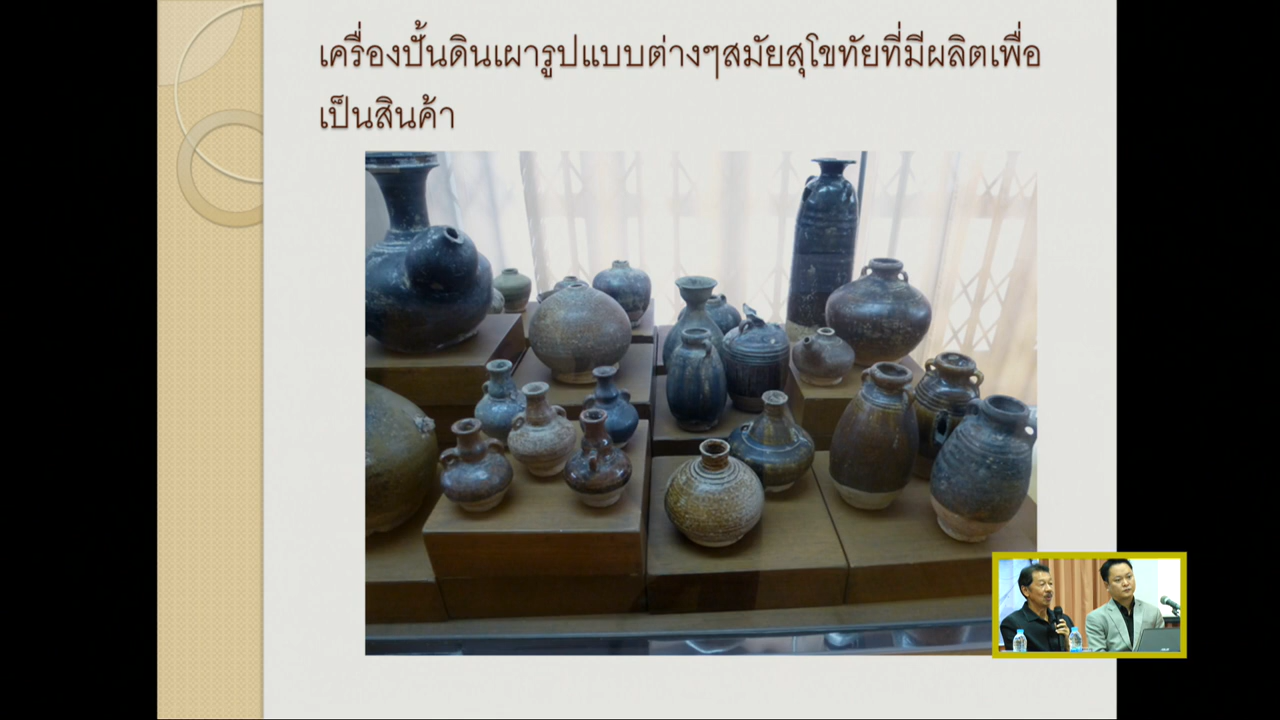 เครื่องปั้นดินเผารูปแบบต่างๆสมัยสุโขทัยที่มีผลิตเพื่อ
เป็นสินค้า